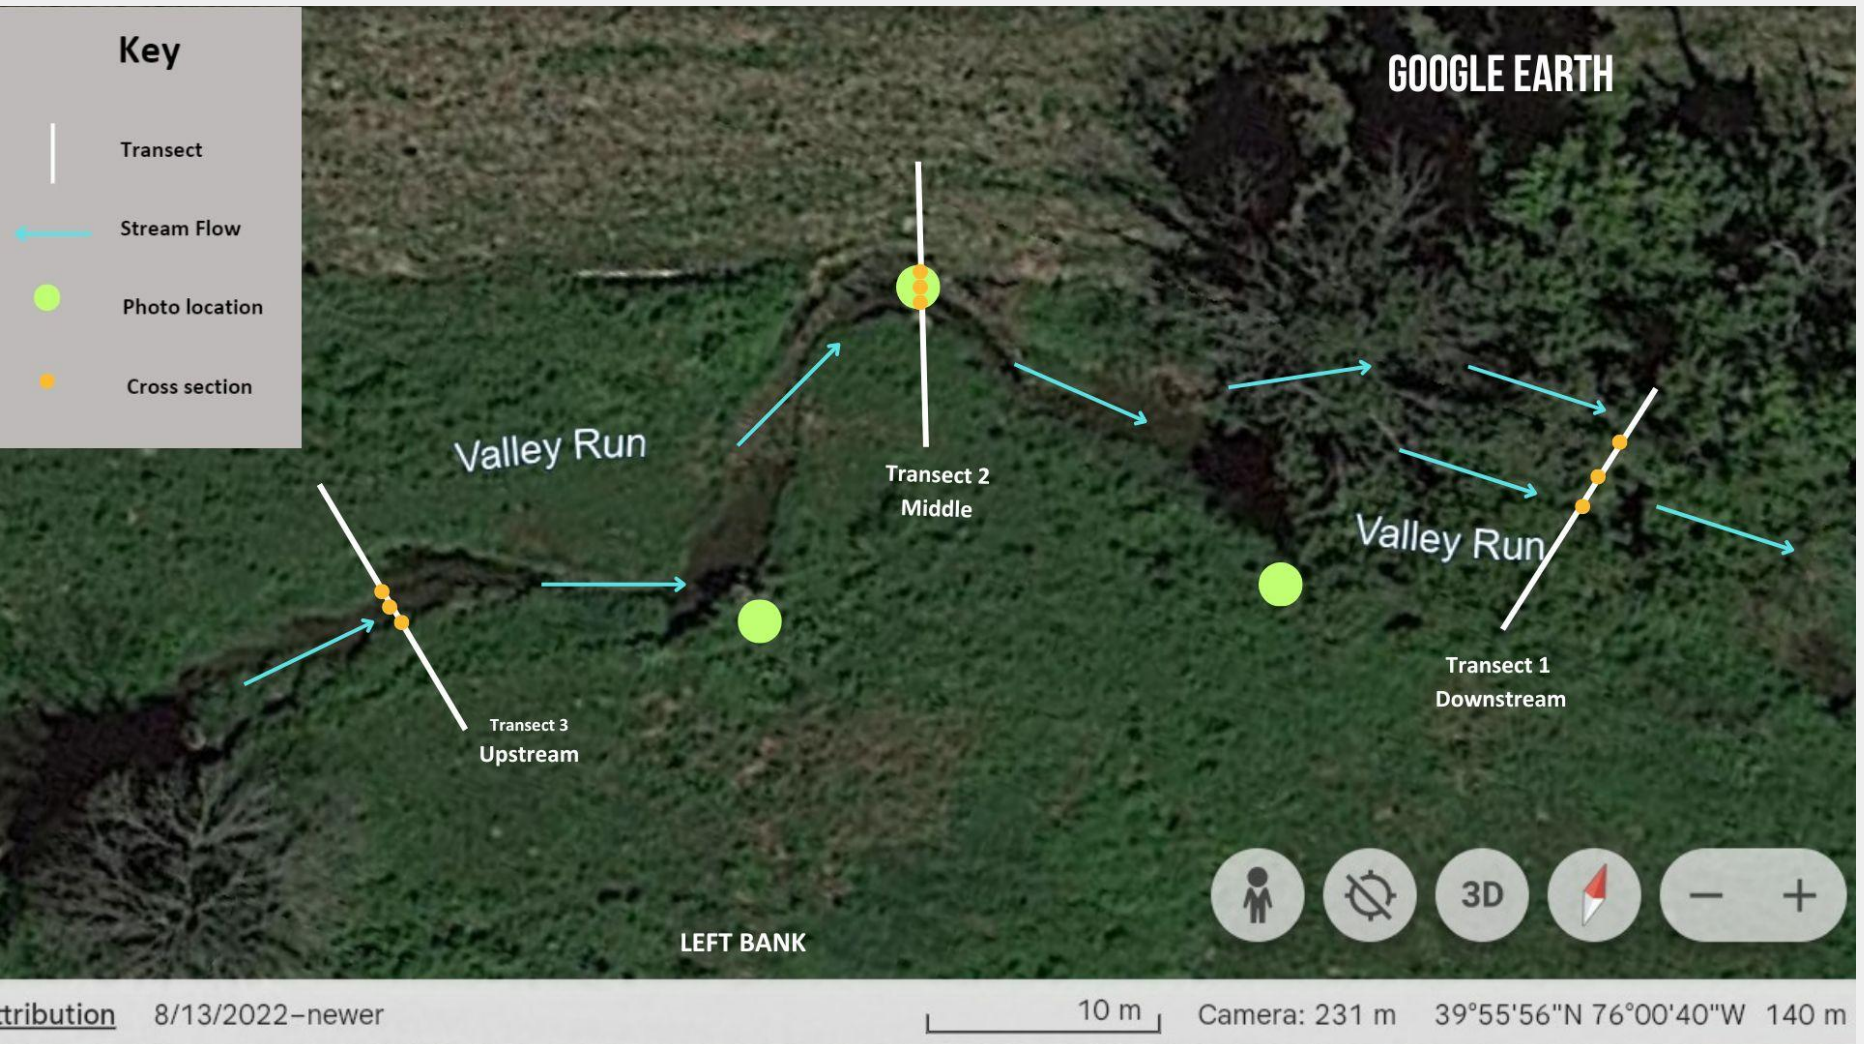 Key
Transect
Stream Flow
Photo location
Cross section
GOOGLE EARTH
Valley Run
Transect 2
Middle
Valley Run
Transect 1
Downstream
Transect 3
Upstream
LEFT BANK
3D
ttribution 8/13/2022–newer 10 m Camera: 231 m 39°55'56"N 76°00'40"W 140 m